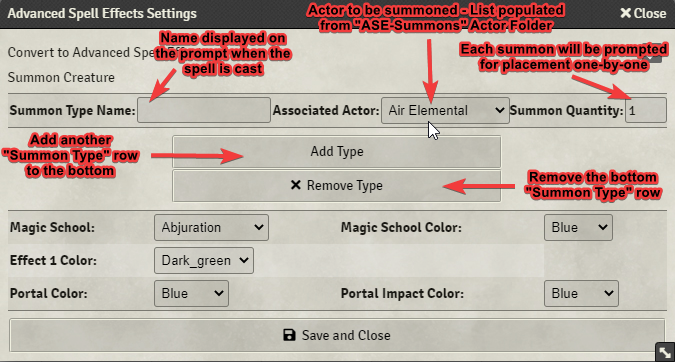 Advanced Spell Effects Settings
Close
Actor to be summoned - List populated
from "ASE-Summons" Actor Folder
Convert to Advanced Spell
Name displayed on
the prompt when the
spell is cast
Each summon will be prompted
for placement one-by-one
Summon Creature
Summon Type Name:
Associated Actor:
Air Elemental
Summon Quantity:
1
Add another
"Summon Type" row
to the bottom
Add Type
Remove Type
Remove the bottom
"Summon Type" row
Magic School:
Abjuration
Magic School Color:
Blue
Effect 1 Color:
Dark_green
Portal Color:
Blue
Portal Impact Color:
Blue
Save and Close